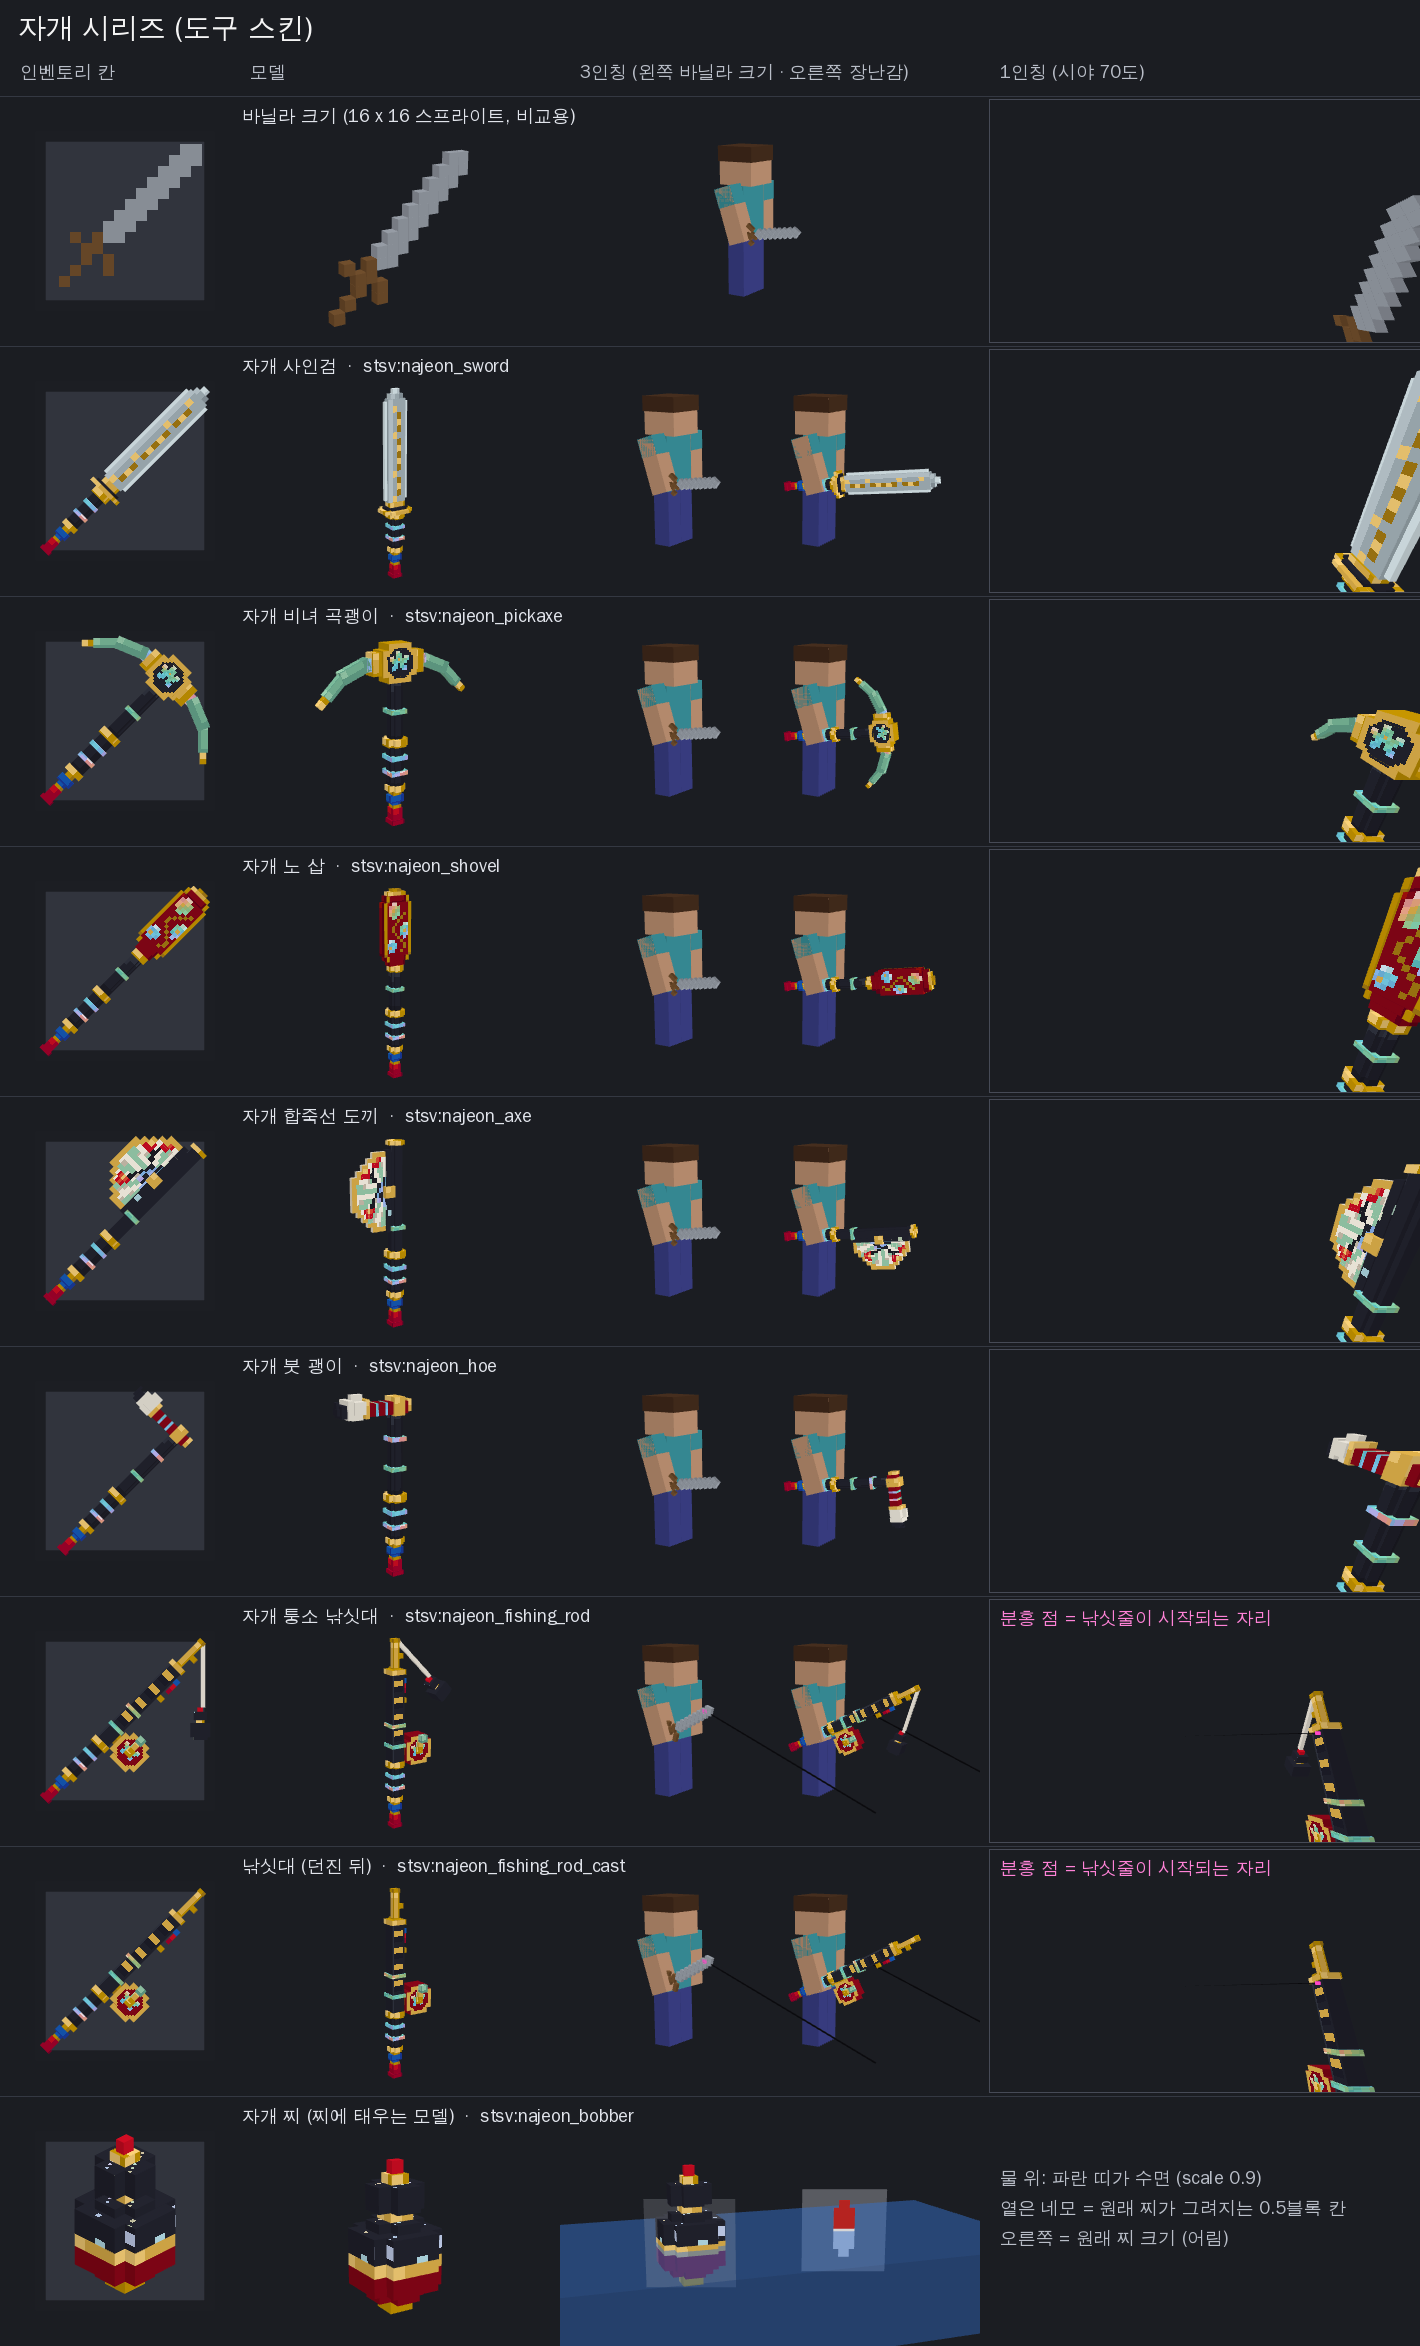 자개 시리즈 (도구 스킨)
인벤토리 칸
모델
3인칭 (왼쪽 바닐라 크기 · 오른쪽 장난감)
1인칭 (시야 70도)
바닐라 크기 (16 x 16 스프라이트, 비교용)
자개 사인검 · stsv:najeon_sword
자개 비녀 곡괭이 · stsv:najeon_pickaxe
자개 노 삽 · stsv:najeon_shovel
자개 합죽선 도끼 · stsv:najeon_axe
자개 붓 괭이 · stsv:najeon_hoe
자개 퉁소 낚싯대 · stsv:najeon_fishing_rod
분홍 점 = 낚싯줄이 시작되는 자리
낚싯대 (던진 뒤) · stsv:najeon_fishing_rod_cast
분홍 점 = 낚싯줄이 시작되는 자리
자개 찌 (찌에 태우는 모델) · stsv:najeon_bobber
물 위: 파란 띠가 수면 (scale 0.9)
옅은 네모 = 원래 찌가 그려지는 0.5블록 칸
오른쪽 = 원래 찌 크기 (어림)